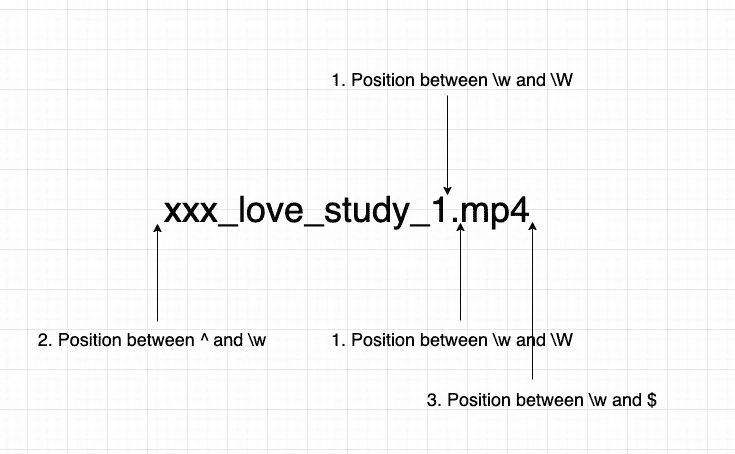 1. Position between \w and \W
xxx_love_study_1.mp4
2. Position between ^ and \w
1. Position between \w and \W
3. Position between \w and $